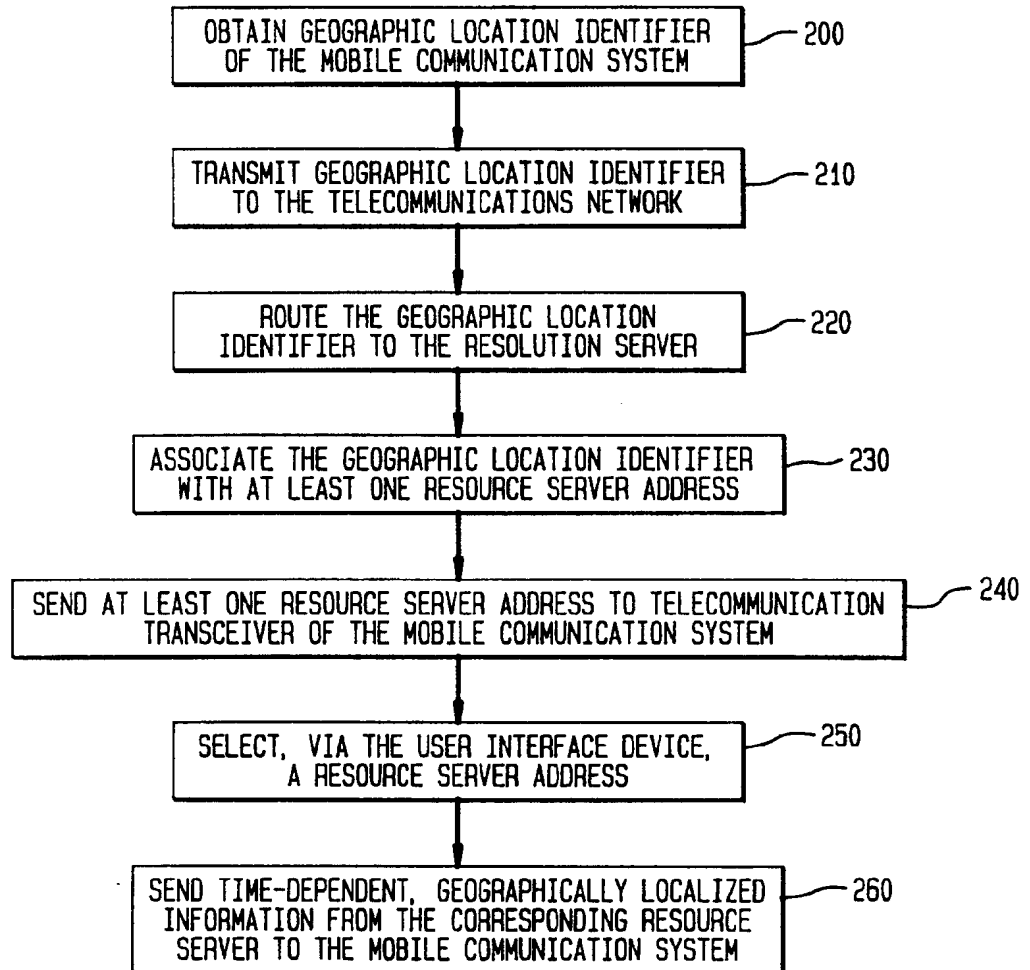 OBTAIN GEOGRAPHIC LOCATION IDENTIFIER
OF THE MOBILE COMMUNICATION SYSTEM
200
TRANSMIT GEOGRAPHIC LOCATION IDENTIFIER
TO THE TELECOMMUNICATIONS NETWORK
210
ROUTE THE GEOGRAPHIC LOCATION
IDENTIFIER TO THE RESOLUTION SERVER
220
ASSOCIATE THE GEOGRAPHIC LOCATION IDENTIFIER
WITH AT LEAST ONE RESOURCE SERVER ADDRESS
230
SEND AT LEAST ONE RESOURCE SERVER ADDRESS TO TELECOMMUNICATION
TRANSCEIVER OF THE MOBILE COMMUNICATION SYSTEM
240
SELECT, VIA THE USER INTERFACE DEVICE,
A RESOURCE SERVER ADDRESS
250
SEND TIME-DEPENDENT, GEOGRAPHICALLY LOCALIZED
INFORMATION FROM THE CORRESPONDING RESOURCE
SERVER TO THE MOBILE COMMUNICATION SYSTEM
260